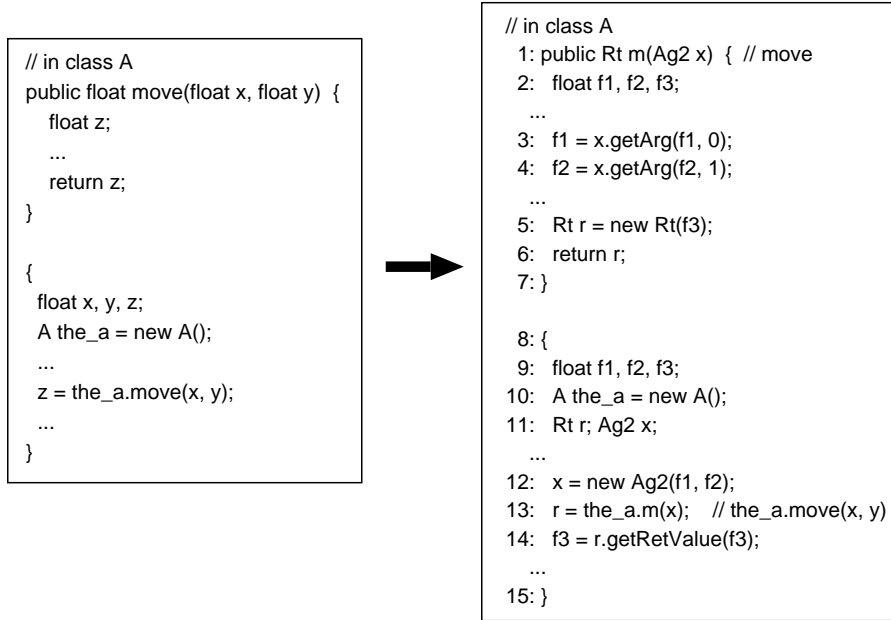 // in class A
public float move(float x, float y) {
float z;
...
return z;
}
{
float x, y, z;
A the_a = new A();
...
z = the_a.move(x, y);
...
}
// in class A
1: public Rt m(Ag2 x) { // move
2: float f1, f2, f3;
...
3: f1 = x.getArg(f1, 0);
4: f2 = x.getArg(f2, 1);
...
5: Rt r = new Rt(f3);
6: return r;
7: }
8: {
9: float f1, f2, f3;
10: A the_a = new A();
11: Rt r; Ag2 x;
...
12: x = new Ag2(f1, f2);
13: r = the_a.m(x); // the_a.move(x, y)
14: f3 = r.getRetValue(f3);
...
15: }